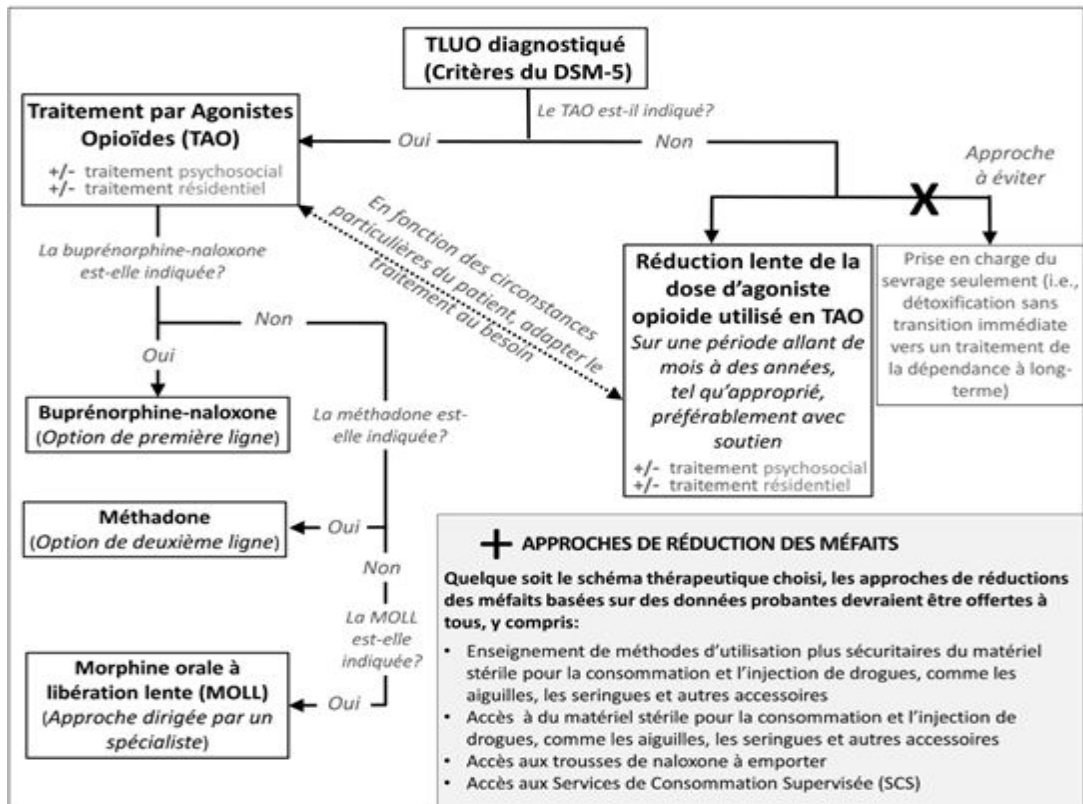 TLUO diagnostiqué
(Critères du DSM-5)
Le TAO est-il indiqué?
Oui
Non
Traitement par Agonistes
Opioïdes (TAO)
+/- traitement psychosocial
+/- traitement résidentiel
Approche
à éviter
X
En fonction des circonstances
particulières du patient, adapter le
traitement au besoin
La buprénorphine-naloxone
est-elle indiquée?
Non
Oui
Réduction lente de la
dose d'agoniste
opioide utilisé en TAO
Sur une période allant de
mois à des années,
tel qu'approprié,
préférablement avec
soutien
+/- traitement psychosocial
+/- traitement résidentiel
Prise en charge du
sevrage seulement (i.e.,
détoxification sans
transition immédiate
vers un traitement de
la dépendance à long-
terme)
Buprénorphine-naloxone
(Option de première ligne)
La méthadone est-
elle indiquée?
Méthadone
(Option de deuxième ligne)
Oui
Non
La MOLL
est-elle
indiquée?
Morphine orale à
libération lente (MOLL)
(Approche dirigée par un
spécialiste)
Oui
+ APPROCHES DE RÉDUCTION DES MÉFAITS
Quelque soit le schéma thérapeutique choisi, les approches de réductions
des méfaits basées sur des données probantes devraient être offertes à
tous, y compris:
• Enseignement de méthodes d'utilisation plus sécuritaires du matériel
stérile pour la consommation et l'injection de drogues, comme les
aiguilles, les seringues et autres accessoires
• Accès à du matériel stérile pour la consommation et l'injection de
drogues, comme les aiguilles, les seringues et autres accessoires
• Accès aux trousses de naloxone à emporter
• Accès aux Services de Consommation Supervisée (SCS)